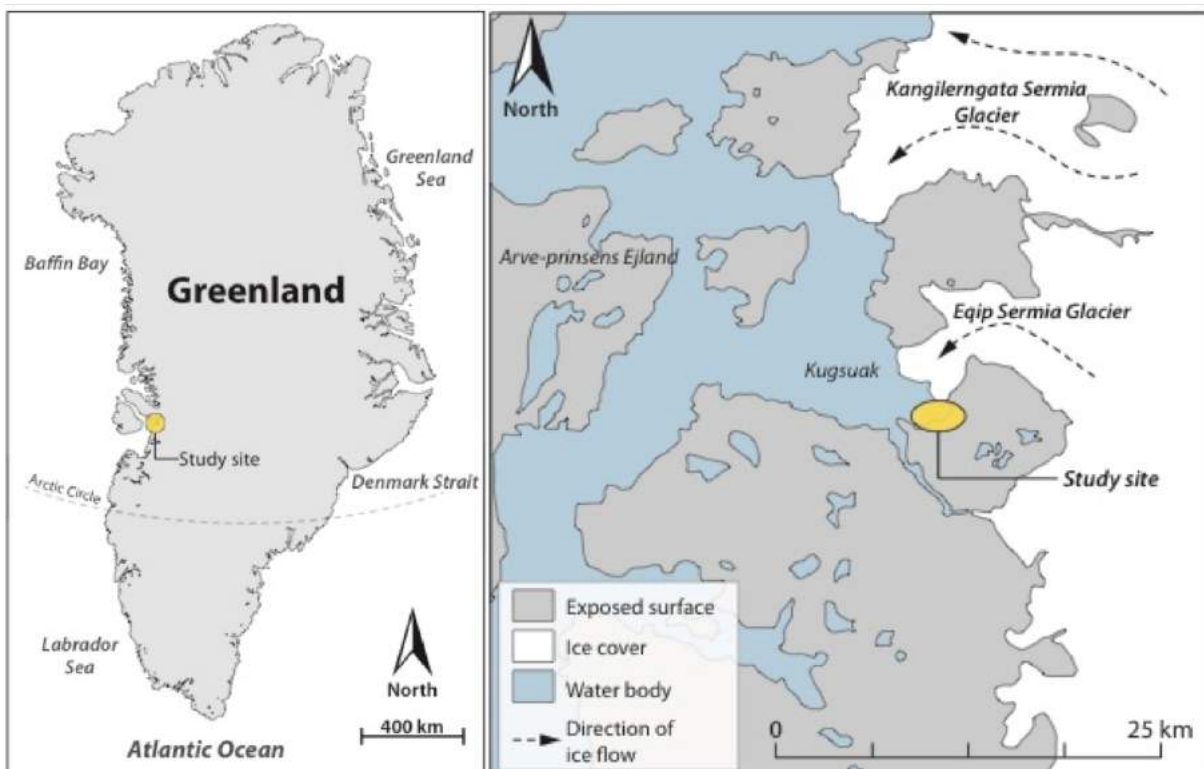 Greenland
Sea
Baffin Bay
Greenland
Study site
Arctic Circle
Denmark Strait
Labrador
Sea
North
400 km
Atlantic Ocean
North
Kangilerngata Sermia
Glacier
Arve-prinsens Ejland
Eqip Sermia Glacier
Kugsuak
Study site
Exposed surface
Ice cover
Water body
Direction of
ice flow
0
25 km